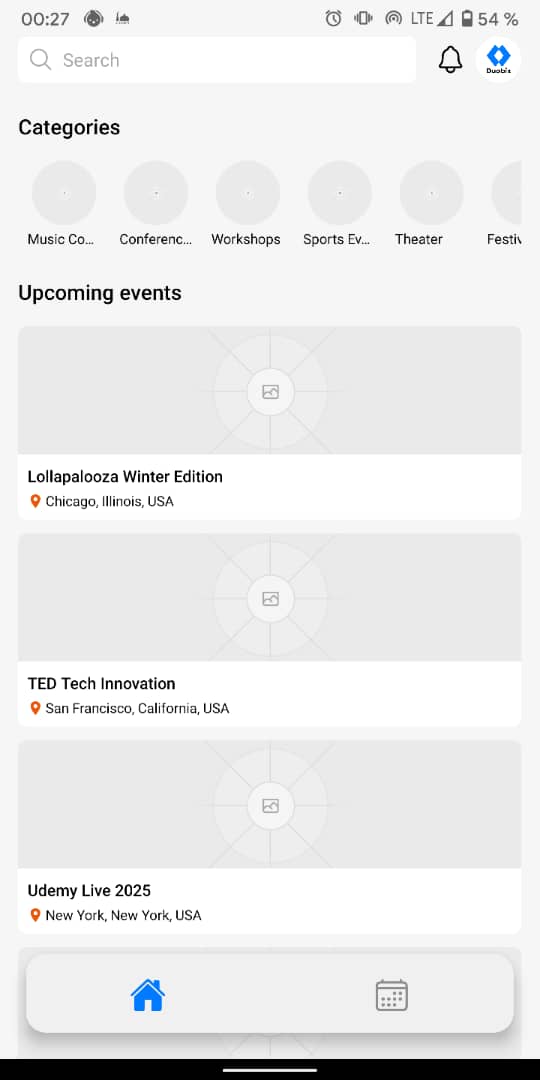 00:27 LTE 54 %
Search
Duobix
Categories
Music Co... Conferenc... Workshops Sports Ev... Theater Festiv
Upcoming events
Lollapalooza Winter Edition
Chicago, Illinois, USA
TED Tech Innovation
San Francisco, California, USA
Udemy Live 2025
New York, New York, USA